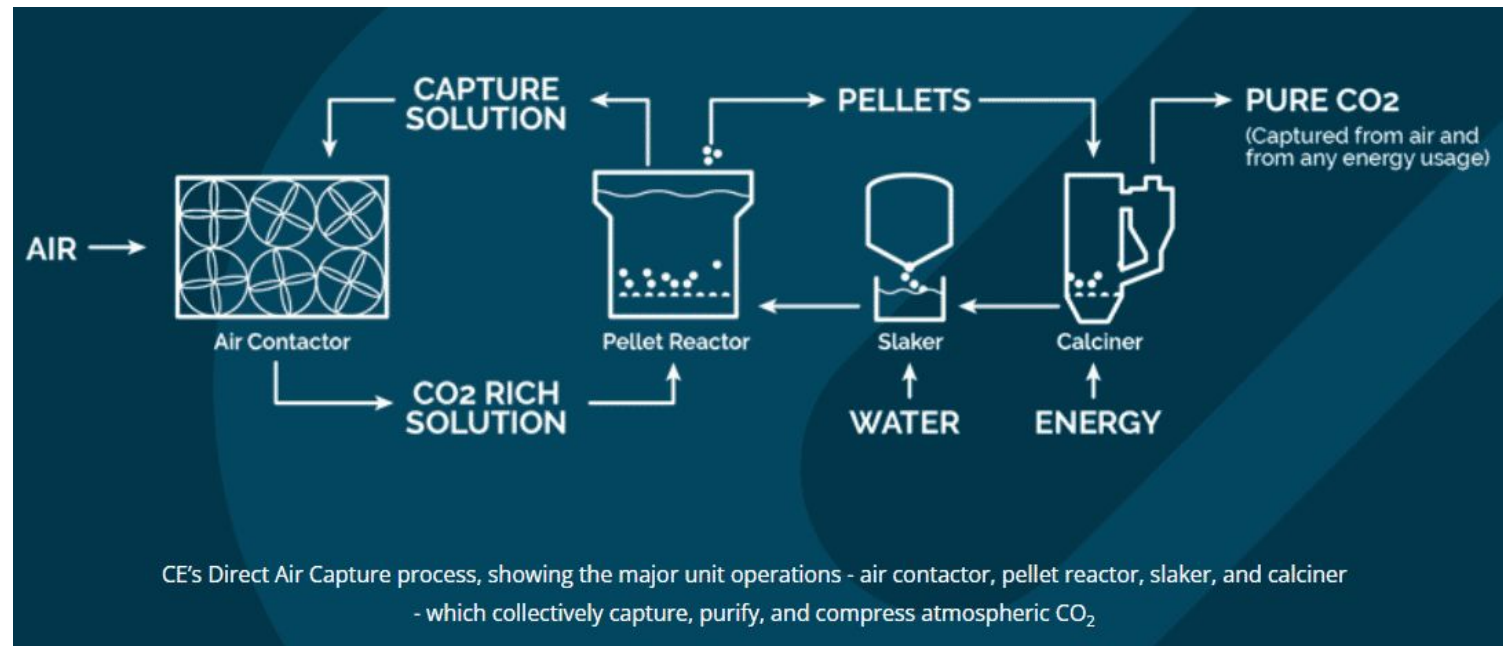 CAPTURE
SOLUTION
PELLETS
PURE CO2
(Captured from air and
from any energy usage)
AIR
Air Contactor
Pellet Reactor
Slaker
Calciner
CO2 RICH
SOLUTION
WATER
ENERGY
CE’s Direct Air Capture process, showing the major unit operations - air contactor, pellet reactor, slaker, and calciner
- which collectively capture, purify, and compress atmospheric CO₂